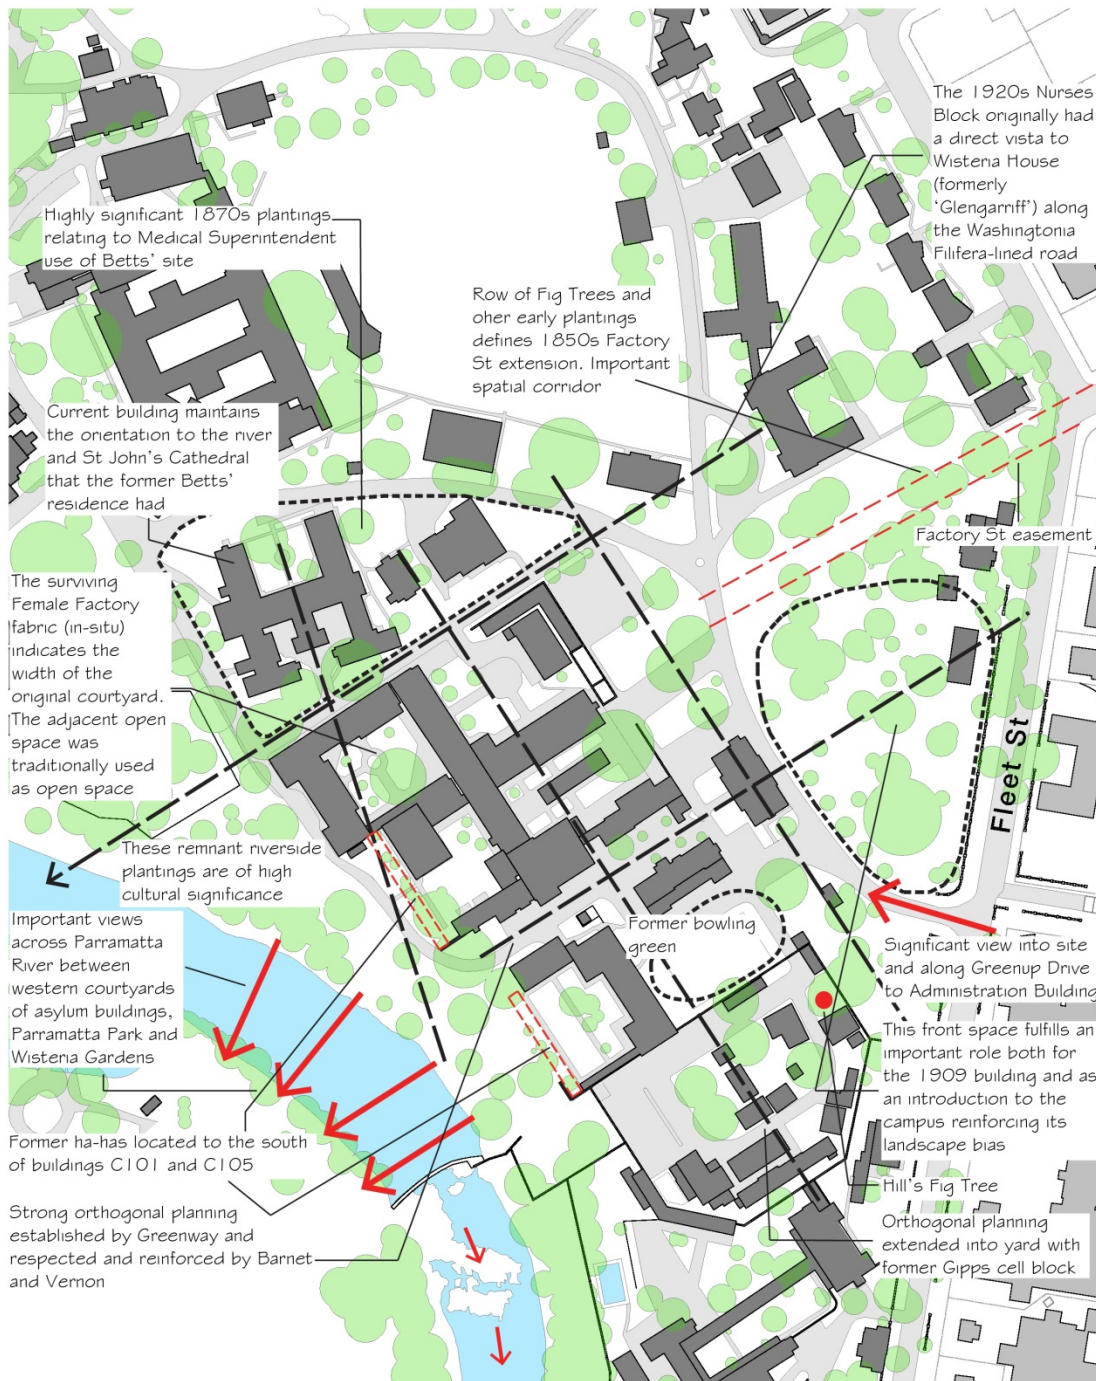 The 1920s Nurses
Block originally had
a direct vista to
Wisteria House
(formerly
‘Glengarriff’) along
the Washingtonia
Filifera-lined road
Highly significant 1870s plantings
relating to Medical Superintendent
use of Betts’ site
Row of Fig Trees and
oher early plantings
defines 1850s Factory
St extension. Important
spatial corridor
Current building maintains
the orientation to the river
and St John’s Cathedral
that the former Betts’
residence had
Factory St easement
The surviving
Female Factory
fabric (in-situ)
indicates the
width of the
original courtyard.
The adjacent open
space was
traditionally used
as open space
Fleet St
These remnant riverside
plantings are of high
cultural significance
Important views
across Parramatta
River between
western courtyards
of asylum buildings,
Parramatta Park and
Wisteria Gardens
Former bowling
green
Significant view into site
and along Greenup Drive
to Administration Building
This front space fulfills an
important role both for
the 1909 building and as
an introduction to the
campus reinforcing its
landscape bias
Former ha-has located to the south
of buildings C101 and C105
Hill’s Fig Tree
Strong orthogonal planning
established by Greenway and
respected and reinforced by Barnet
and Vernon
Orthogonal planning
extended into yard with
former Gipps cell block